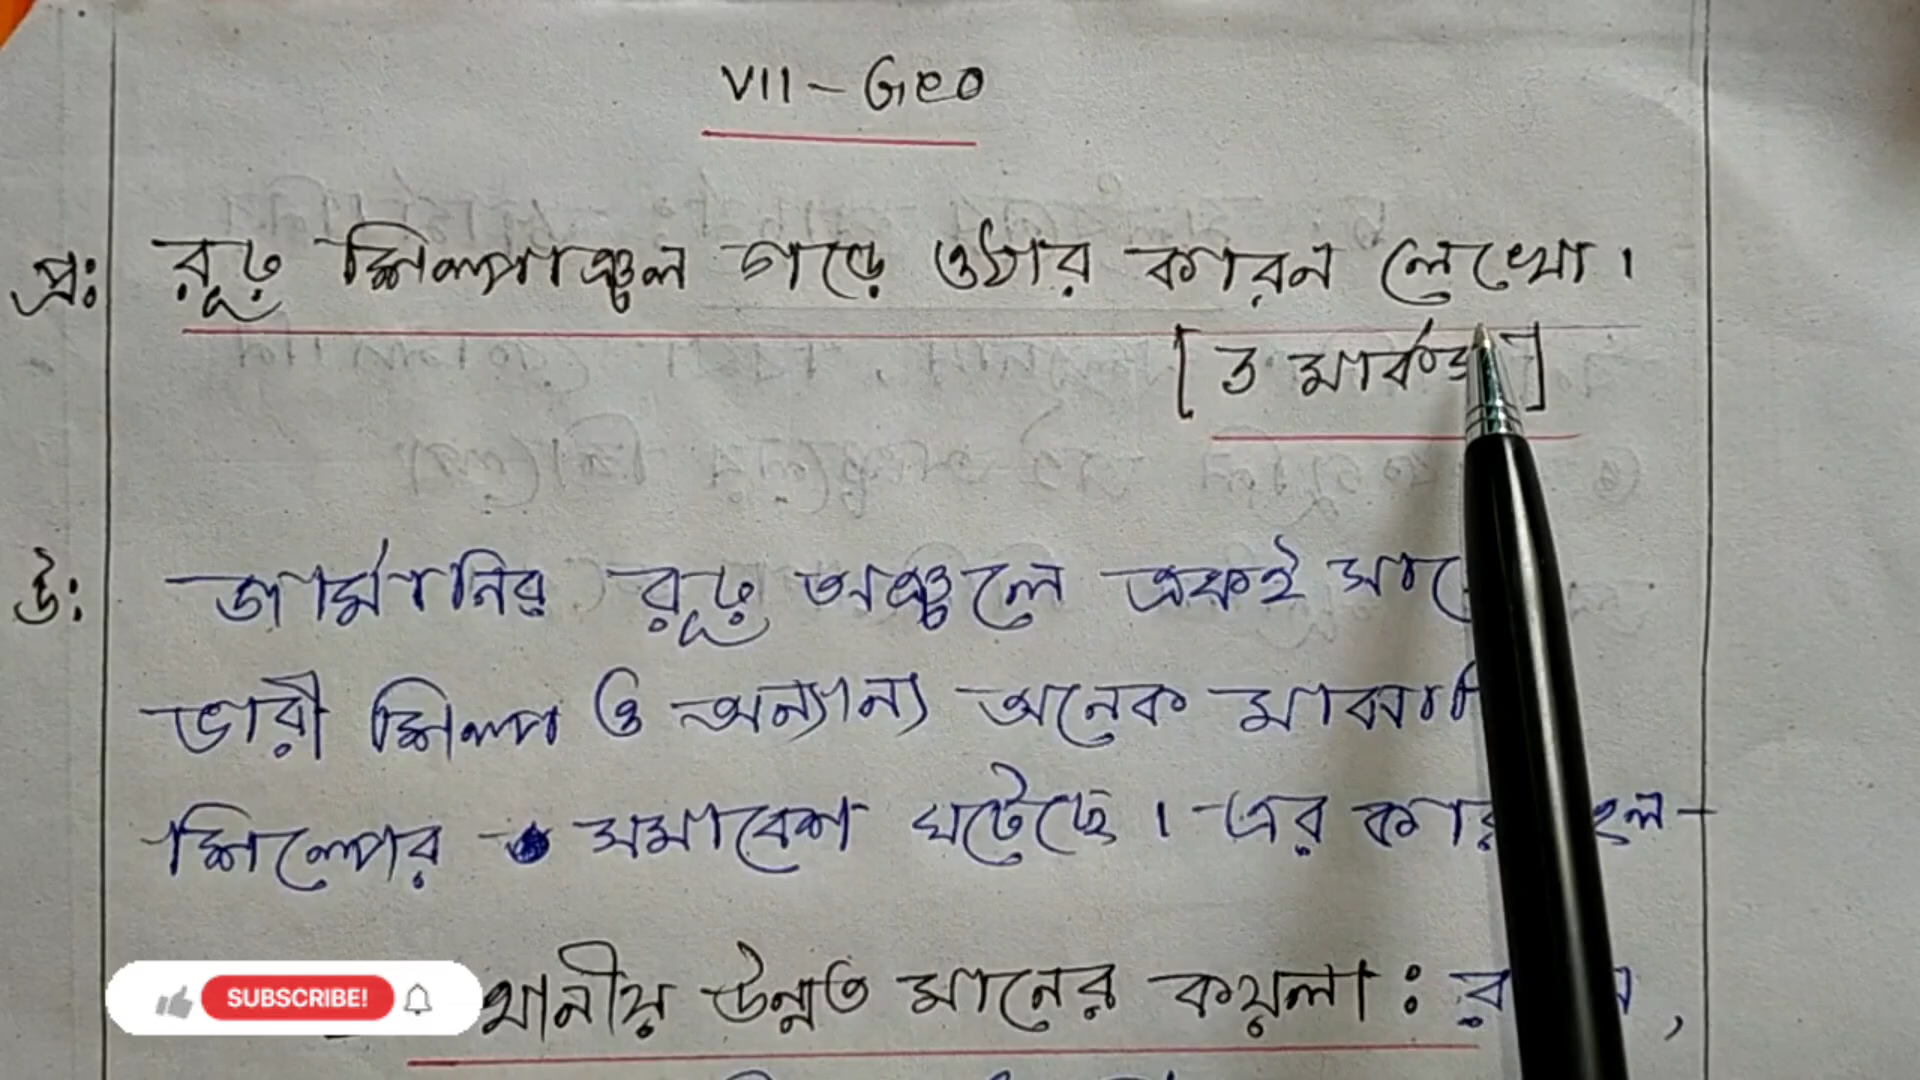 VII - Geo
প্রঃ রূঢ় শিল্পাঞ্চল গড়ে ওঠার কারন লেখো।
[৩ মার্কস]
উঃ জার্মানির রূঢ় অঞ্চলে একই
ভারী শিল্প ও অন্যান্য অনেক মাঝারি
শিল্পের সমাবেশ ঘটেছে। এর কারণ হল-
স্থানীয় উন্নত মানের কয়লা:
SUBSCRIBE!